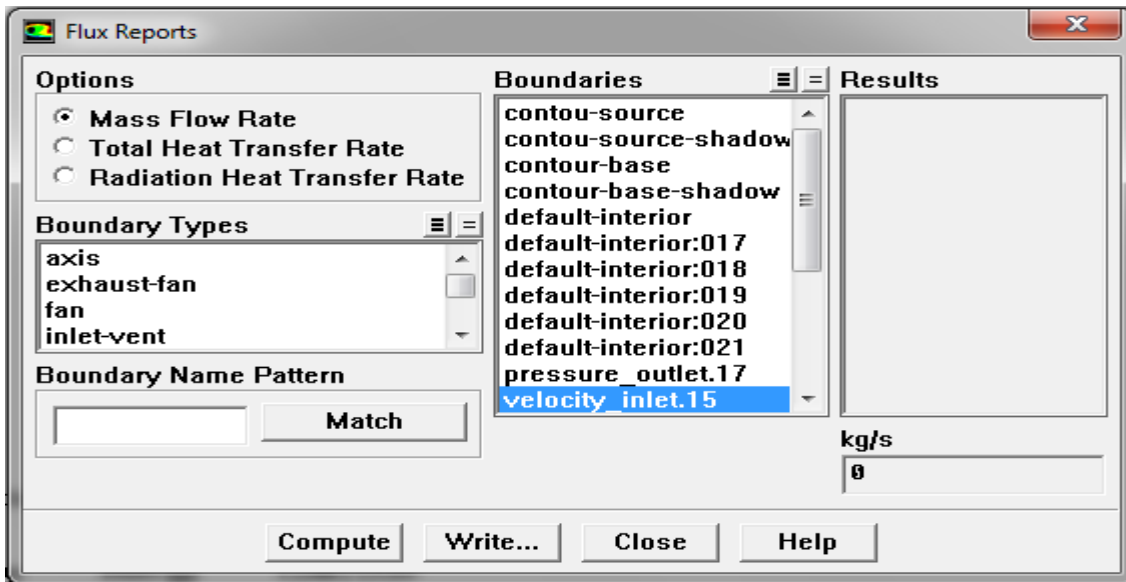 Flux Reports
Options
Mass Flow Rate
Total Heat Transfer Rate
Radiation Heat Transfer Rate
Boundary Types
axis
exhaust-fan
fan
inlet-vent
Boundary Name Pattern
Match
Boundaries
contou-source
contou-source-shadow
contour-base
contour-base-shadow
default-interior
default-interior:017
default-interior:018
default-interior:019
default-interior:020
default-interior:021
pressure_outlet.17
velocity_inlet.15
Results
kg/s
0
Compute
Write...
Close
Help